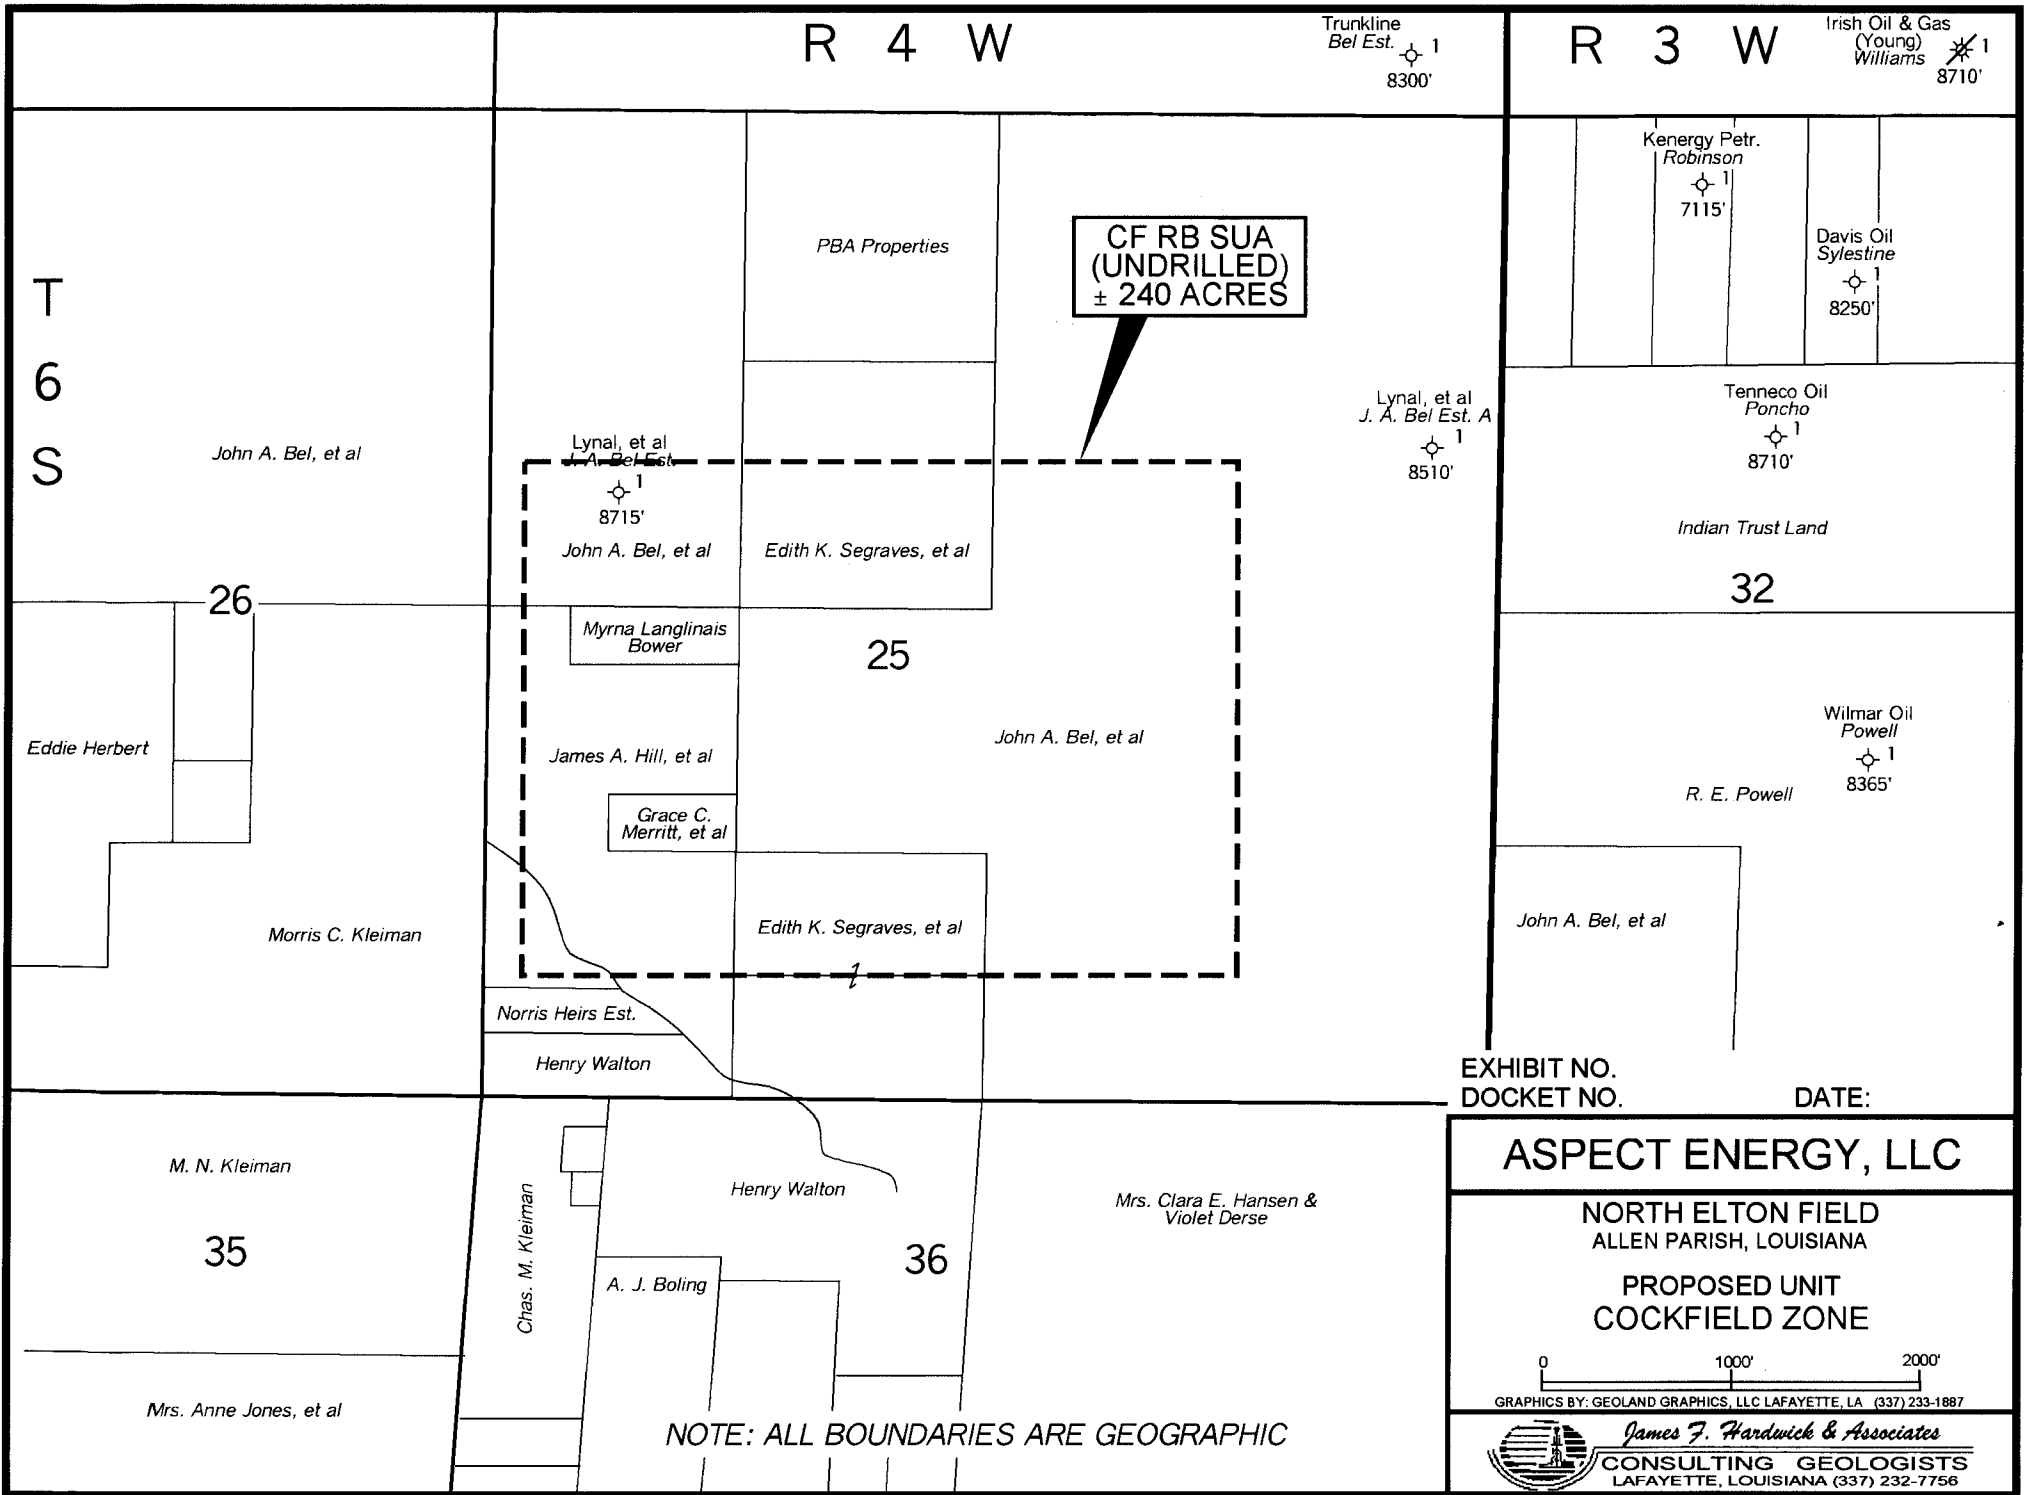 R 4 W
Trunkline
Bel Est.
1
8300'
R 3 W
Irish Oil & Gas
(Young)
Williams
1
8710'
Kenergy Petr.
Robinson
1
7115'
Davis Oil
Sylestine
1
8250'
PBA Properties
CF RB SUA
(UNDRILLED)
± 240 ACRES
T
6
S
John A. Bel, et al
Lynal, et al
J. A. Bel Est.
1
8715'
Lynal, et al
J. A. Bel Est. A
1
8510'
Tenneco Oil
Poncho
1
8710'
Indian Trust Land
John A. Bel, et al
Edith K. Segraves, et al
26
32
Myrna Langlinais
Bower
25
Eddie Herbert
James A. Hill, et al
John A. Bel, et al
Wilmar Oil
Powell
1
8365'
R. E. Powell
Grace C.
Merritt, et al
Morris C. Kleiman
Edith K. Segraves, et al
John A. Bel, et al
Norris Heirs Est.
Henry Walton
EXHIBIT NO.
DOCKET NO. DATE:
M. N. Kleiman
35
Chas. M. Kleiman
Henry Walton
Mrs. Clara E. Hansen &
Violet Derse
36
A. J. Boling
Mrs. Anne Jones, et al
NOTE: ALL BOUNDARIES ARE GEOGRAPHIC
ASPECT ENERGY, LLC
NORTH ELTON FIELD
ALLEN PARISH, LOUISIANA
PROPOSED UNIT
COCKFIELD ZONE
0 1000' 2000'
GRAPHICS BY: GEOLAND GRAPHICS, LLC LAFAYETTE, LA (337) 233-1887
James F. Hardwick & Associates
CONSULTING GEOLOGISTS
LAFAYETTE, LOUISIANA (337) 232-7756